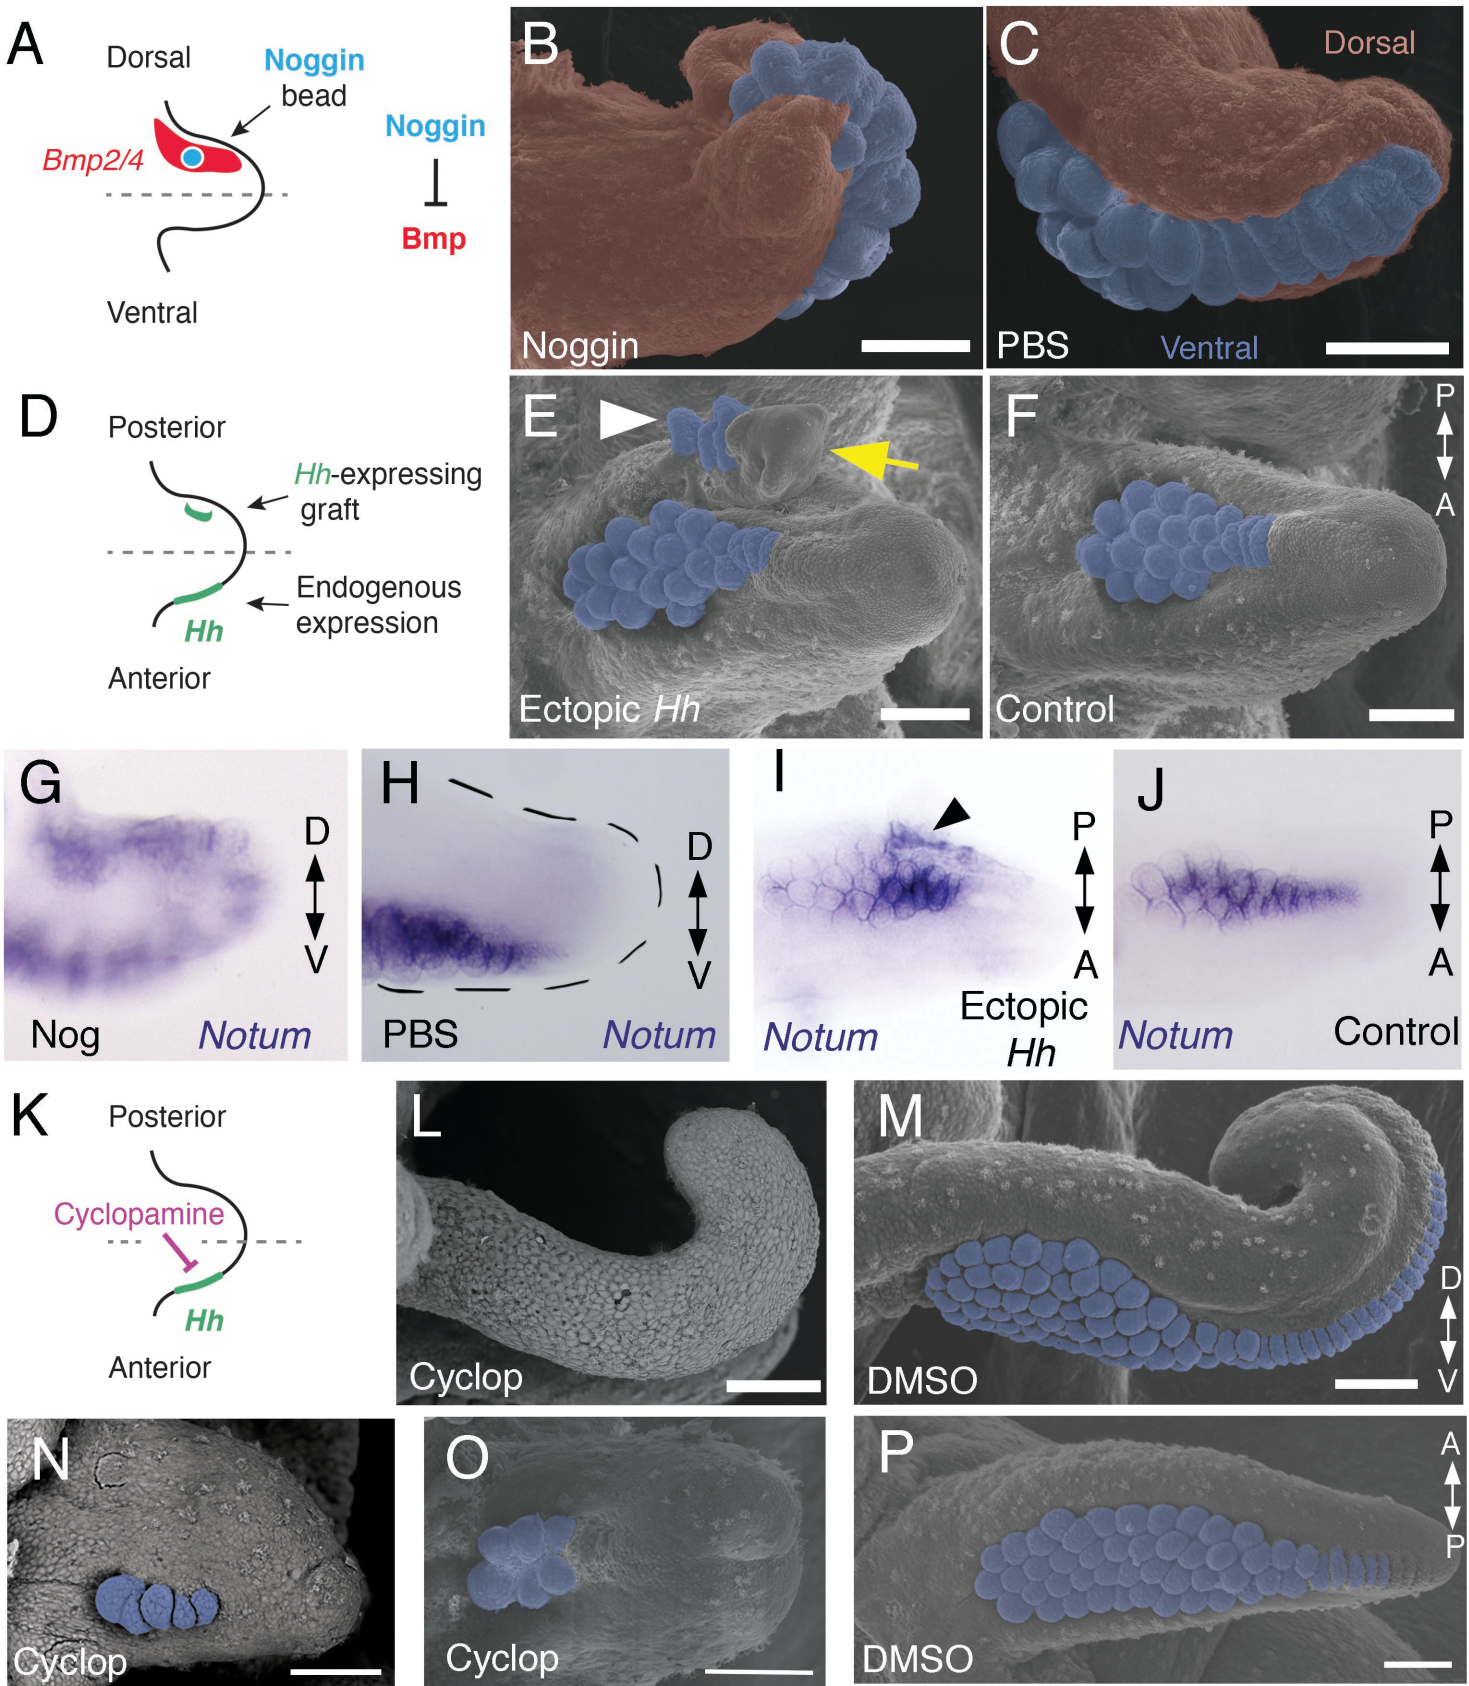 A
Dorsal
Noggin
bead
Bmp2/4
Noggin
Bmp
Ventral
B
Noggin
C
Dorsal
PBS
Ventral
D
Posterior
Hh-expressing
graft
Endogenous
expression
Hh
Anterior
E
Ectopic Hh
F
P
A
Control
G
D
V
Nog
Notum
H
D
V
PBS
Notum
I
P
A
Notum
Ectopic
Hh
J
P
A
Notum
Control
K
Posterior
Cyclopamine
Hh
Anterior
L
Cyclop
M
D
V
DMSO
N
Cyclop
O
Cyclop
P
A
P
DMSO